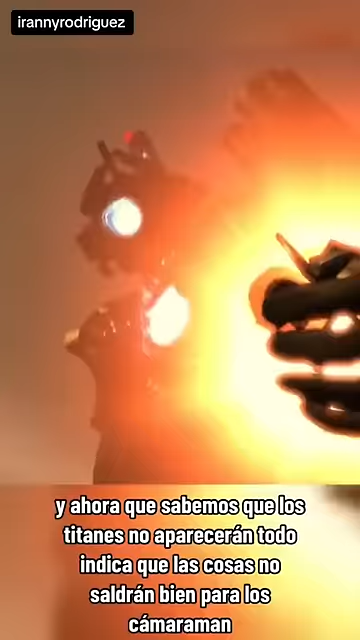 irannyrodriguez
y ahora que sabemos que los
titanes no aparecerán todo
indica que las cosas no
saldrán bien para los
cámaraman